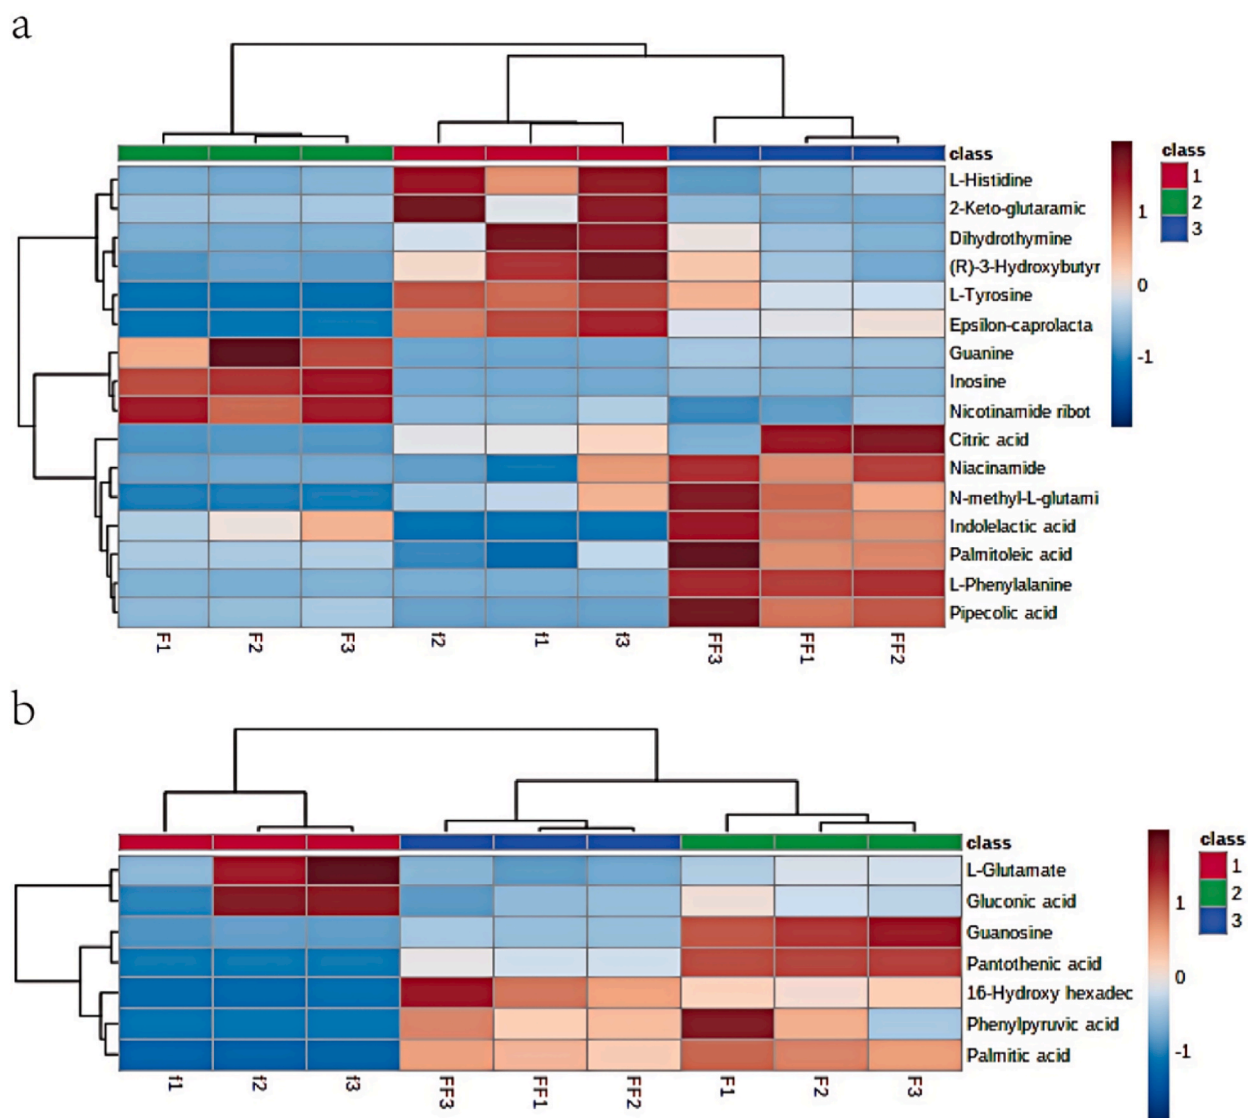 a
class
L-Histidine
2-Keto-glutaramic
Dihydrothymine
(R)-3-Hydroxybutyr
L-Tyrosine
Epsilon-caprolacta
Guanine
Inosine
Nicotinamide ribot
Citric acid
Niacinamide
N-methyl-L-glutami
Indolelactic acid
Palmitoleic acid
L-Phenylalanine
Pipecolic acid
F1 F2 F3 f2 f1 f3 FF3 FF1 FF2
1
0
-1
class
1
2
3
b
class
L-Glutamate
Gluconic acid
Guanosine
Pantothenic acid
16-Hydroxy hexadec
Phenylpyruvic acid
Palmitic acid
f1 f2 f3 FF3 FF1 FF2 F1 F2 F3
1
0
-1
class
1
2
3